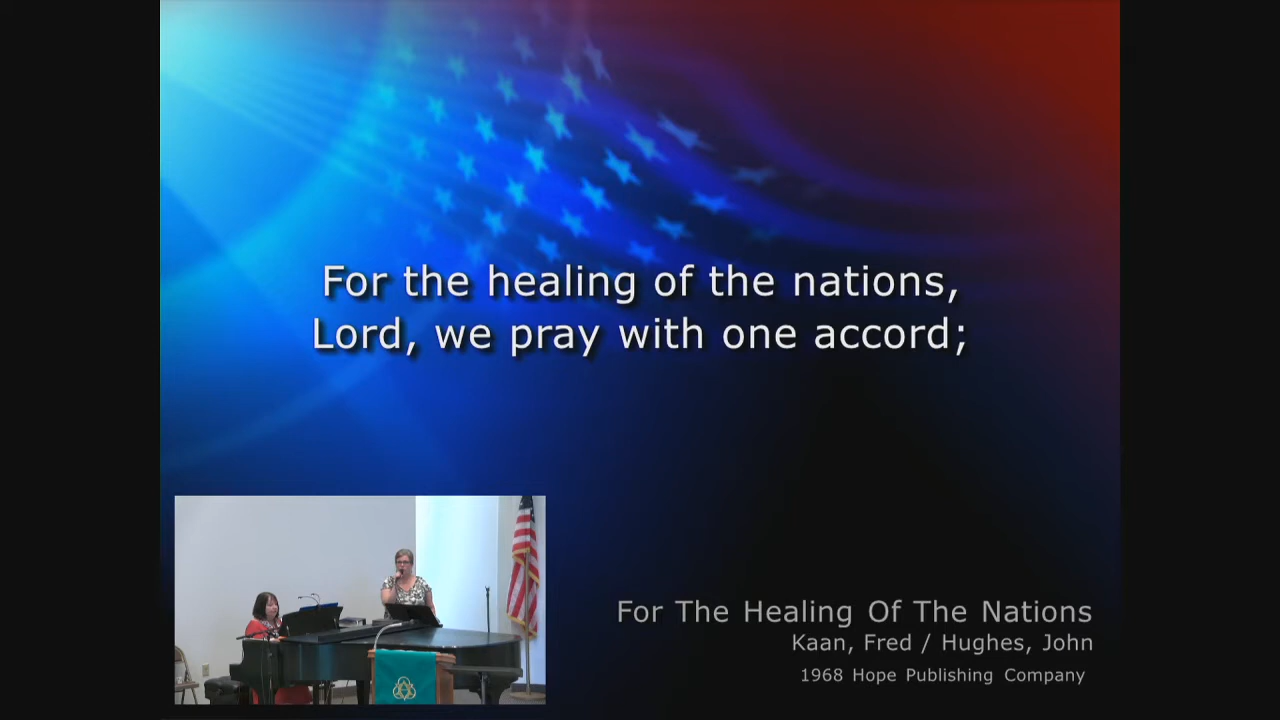 For the healing of the nations,
Lord, we pray with one accord;
For The Healing Of The Nations
Kaan, Fred / Hughes, John
1968 Hope Publishing Company